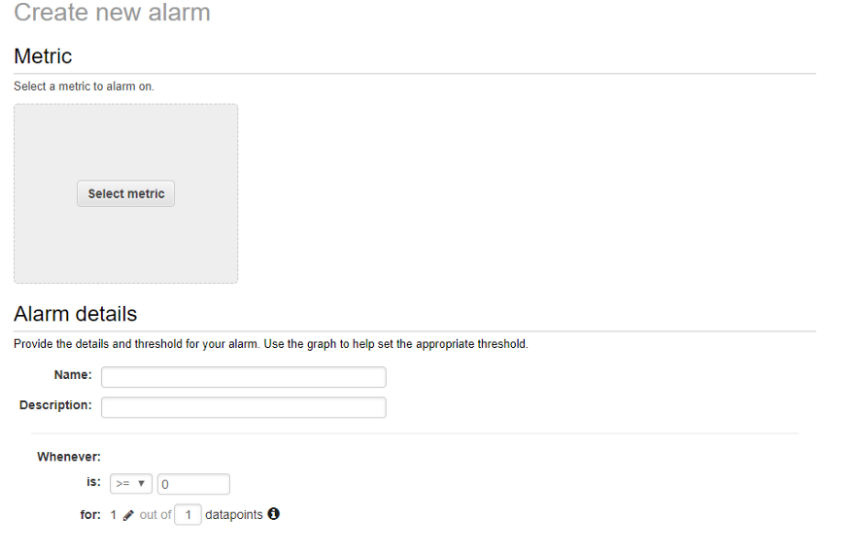 Create new alarm
Metric
Select a metric to alarm on.
Select metric
Alarm details
Provide the details and threshold for your alarm. Use the graph to help set the appropriate threshold.
Name:
Description:
Whenever:
is: >= 0
for: 1 out of 1 datapoints